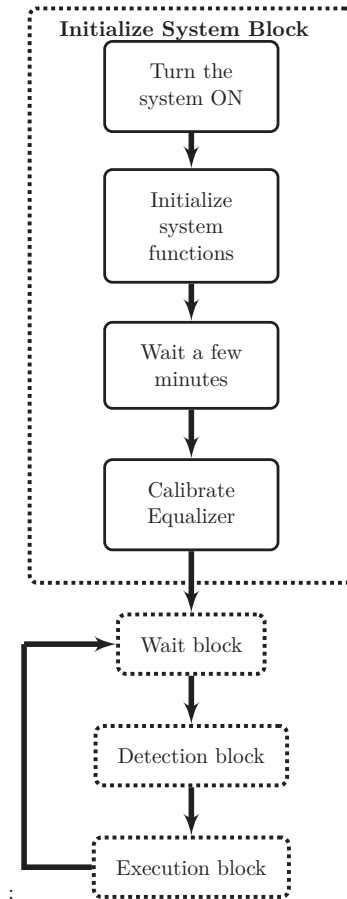 Initialize System Block
Turn the
system ON
Initialize
system
functions
Wait a few
minutes
Calibrate
Equalizer
Wait block
Detection block
Execution block
: